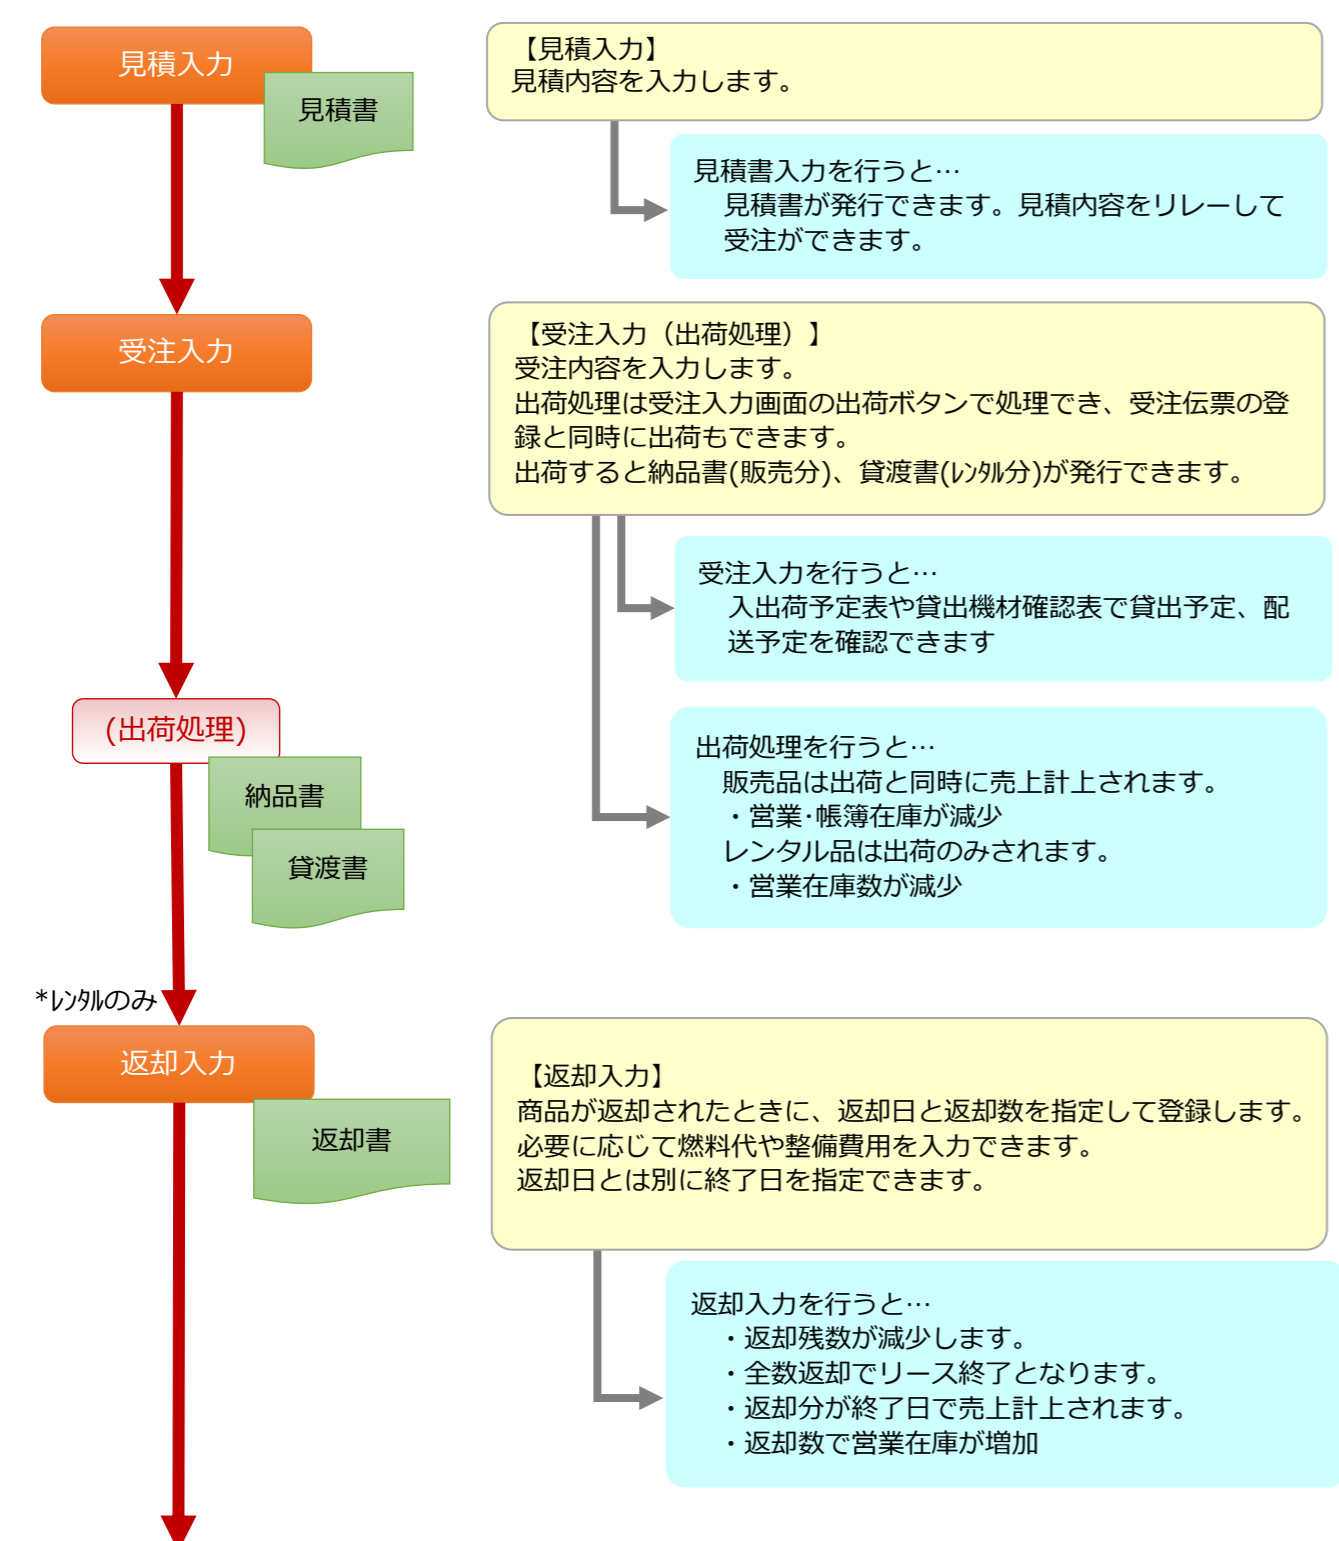 見積入力
見積書
【見積入力】
見積内容を入力します。
見積書入力を行うと…
見積書が発行できます。見積内容をリレーして
受注ができます。
受注入力
【受注入力（出荷処理）】
受注内容を入力します。
出荷処理は受注入力画面の出荷ボタンで処理でき、受注伝票の登
録と同時に出荷もできます。
出荷すると納品書(販売分)、貸渡書(ﾚﾝﾀﾙ分)が発行できます。
受注入力を行うと…
入出荷予定表や貸出機材確認表で貸出予定、配
送予定を確認できます
(出荷処理)
納品書
貸渡書
出荷処理を行うと…
販売品は出荷と同時に売上計上されます。
・営業･帳簿在庫が減少
レンタル品は出荷のみされます。
・営業在庫数が減少
*ﾚﾝﾀﾙのみ
返却入力
返却書
【返却入力】
商品が返却されたときに、返却日と返却数を指定して登録します。
必要に応じて燃料代や整備費用を入力できます。
返却日とは別に終了日を指定できます。
返却入力を行うと…
・返却残数が減少します。
・全数返却でリース終了となります。
・返却分が終了日で売上計上されます。
・返却数で営業在庫が増加